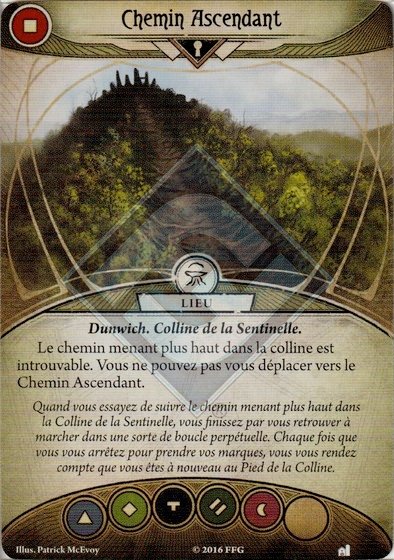 Chemin Ascendant
LIEU
Dunwich. Colline de la Sentinelle.
Le chemin menant plus haut dans la colline est
introuvable. Vous ne pouvez pas vous déplacer vers le
Chemin Ascendant.
Quand vous essayez de suivre le chemin menant plus haut dans
la Colline de la Sentinelle, vous finissez par vous retrouver à
marcher dans une sorte de boucle perpétuelle. Chaque fois que
vous vous arrêtez pour prendre vos marques, vous vous rendez
compte que vous êtes à nouveau au Pied de la Colline.
Illus. Patrick McEvoy
© 2016 FFG